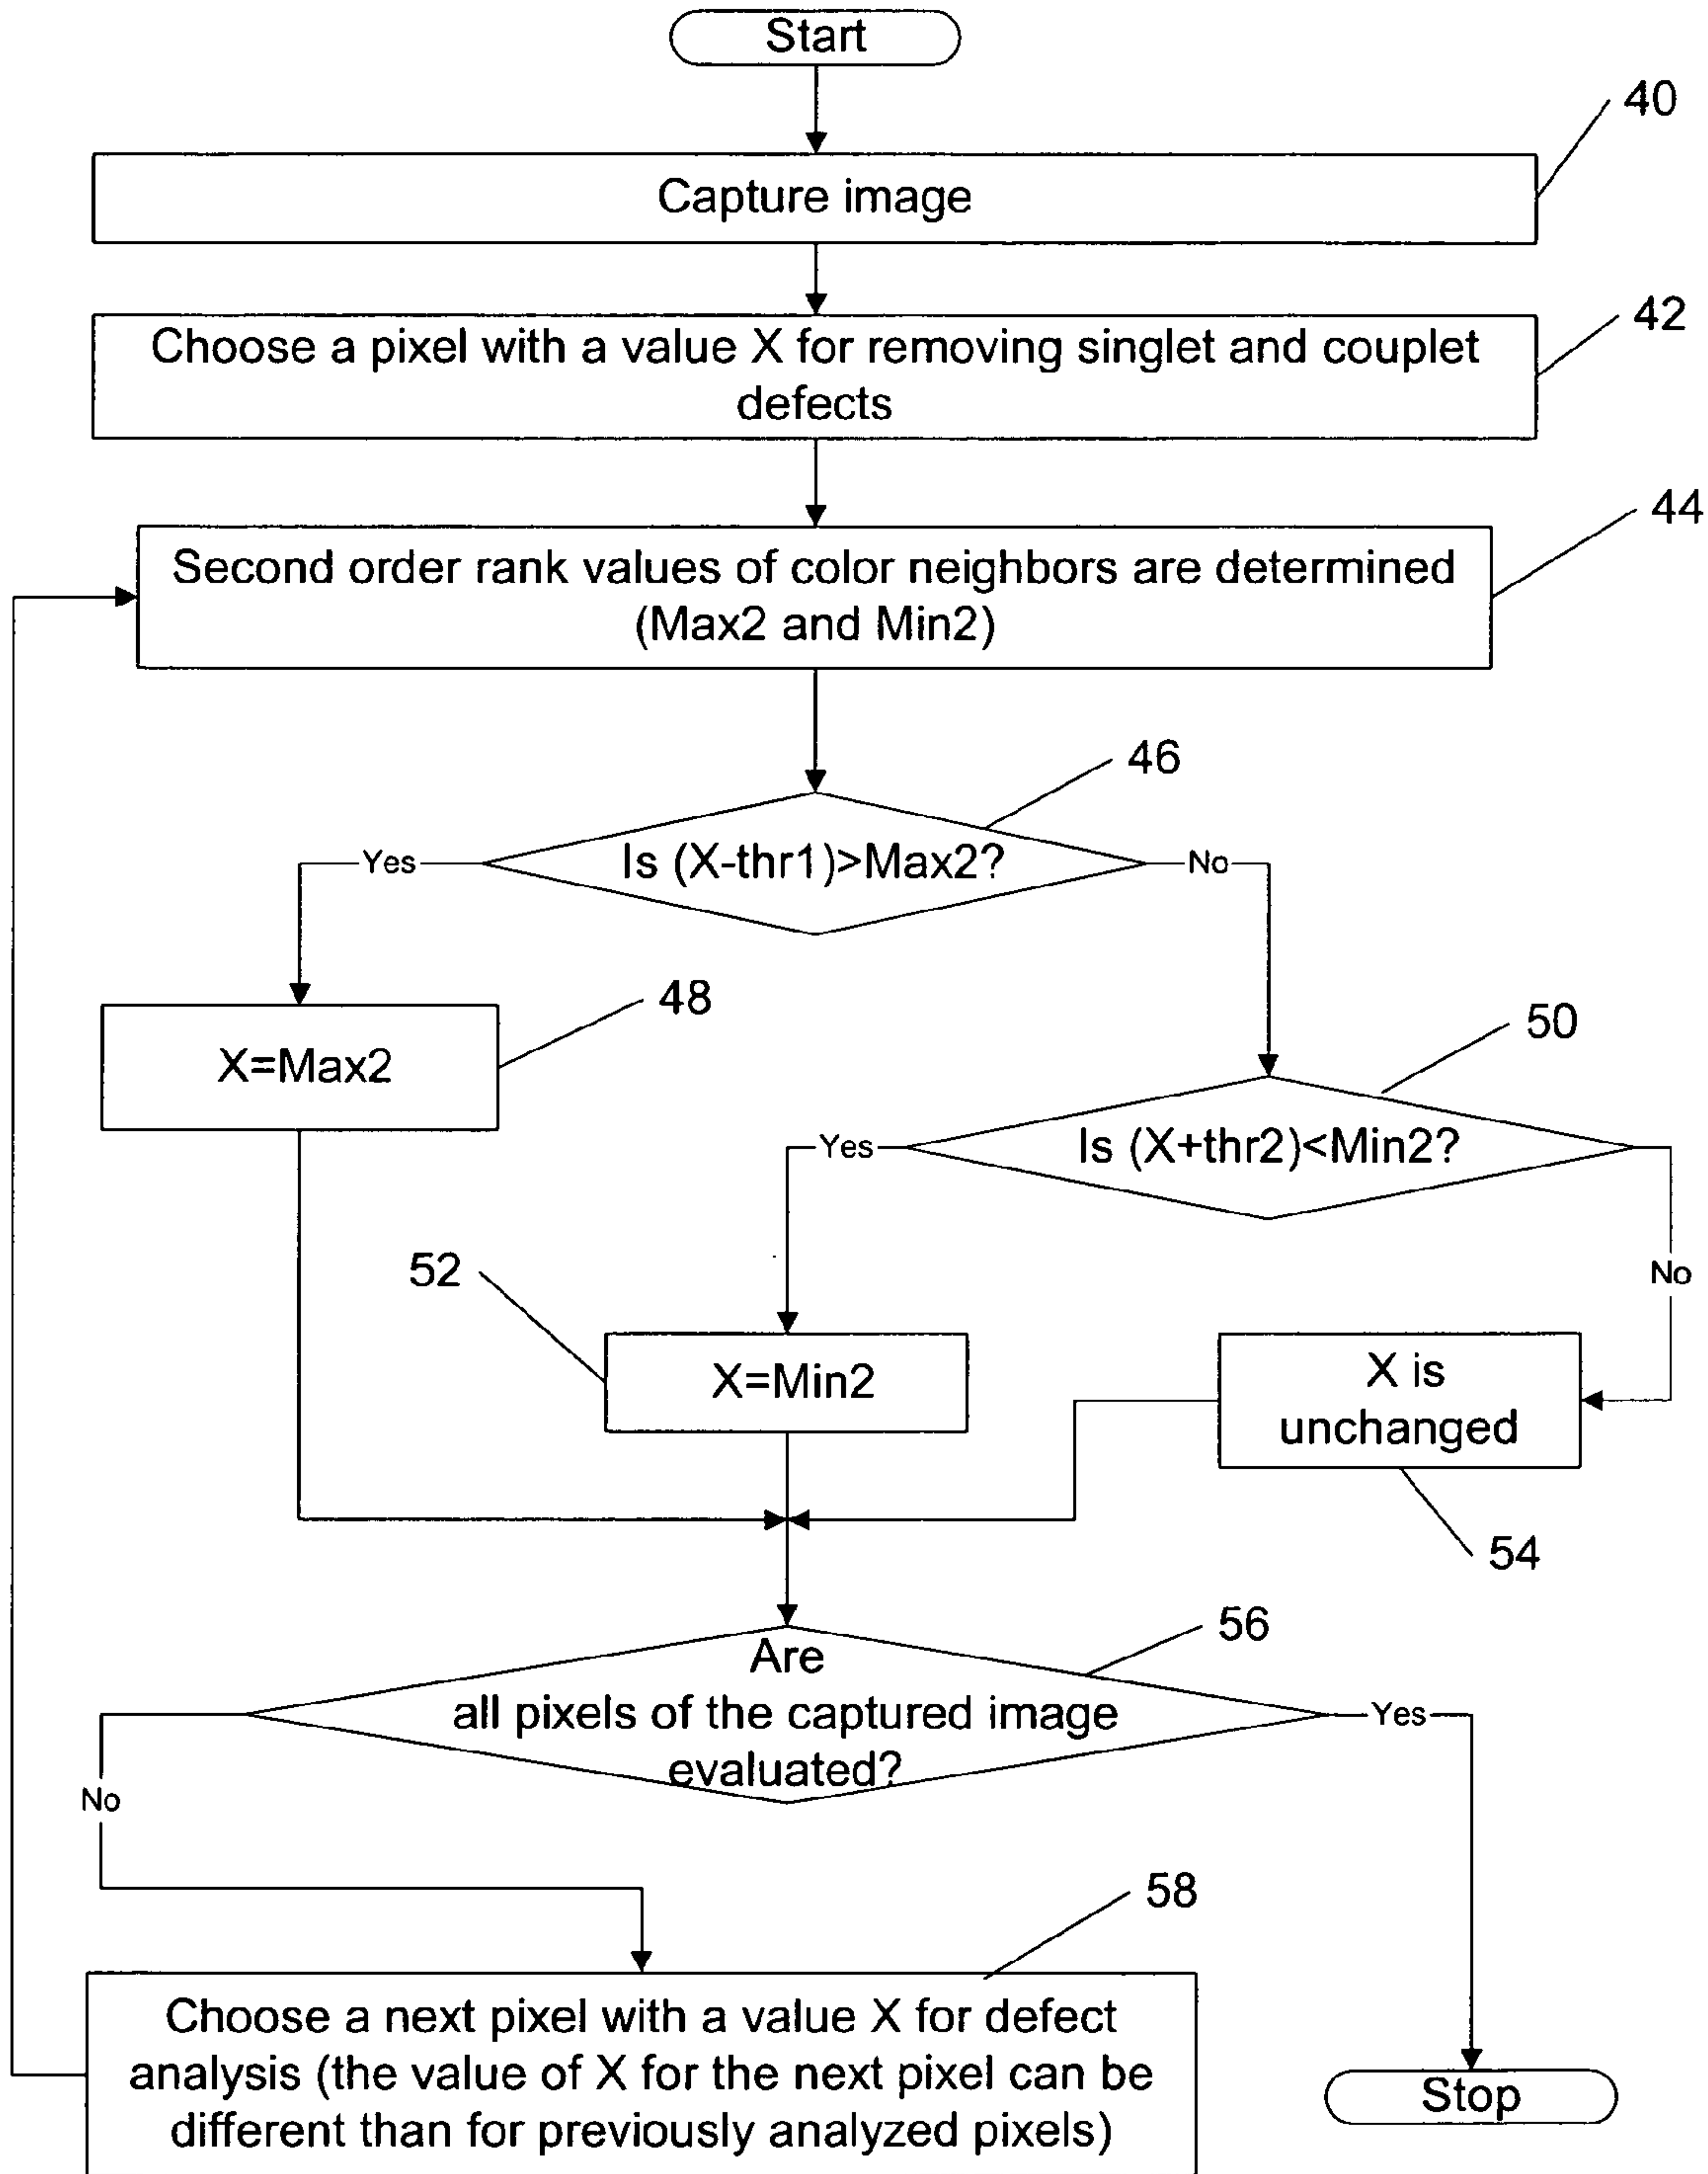 Start
40
Capture image
42
Choose a pixel with a value X for removing singlet and couplet
defects
44
Second order rank values of color neighbors are determined
(Max2 and Min2)
46
Is (X-thr1)>Max2?
Yes
No
48
X=Max2
50
Is (X+thr2)<Min2?
Yes
No
52
X=Min2
X is
unchanged
54
56
Are
all pixels of the captured image
evaluated?
Yes
No
58
Choose a next pixel with a value X for defect
analysis (the value of X for the next pixel can be
different than for previously analyzed pixels)
Stop